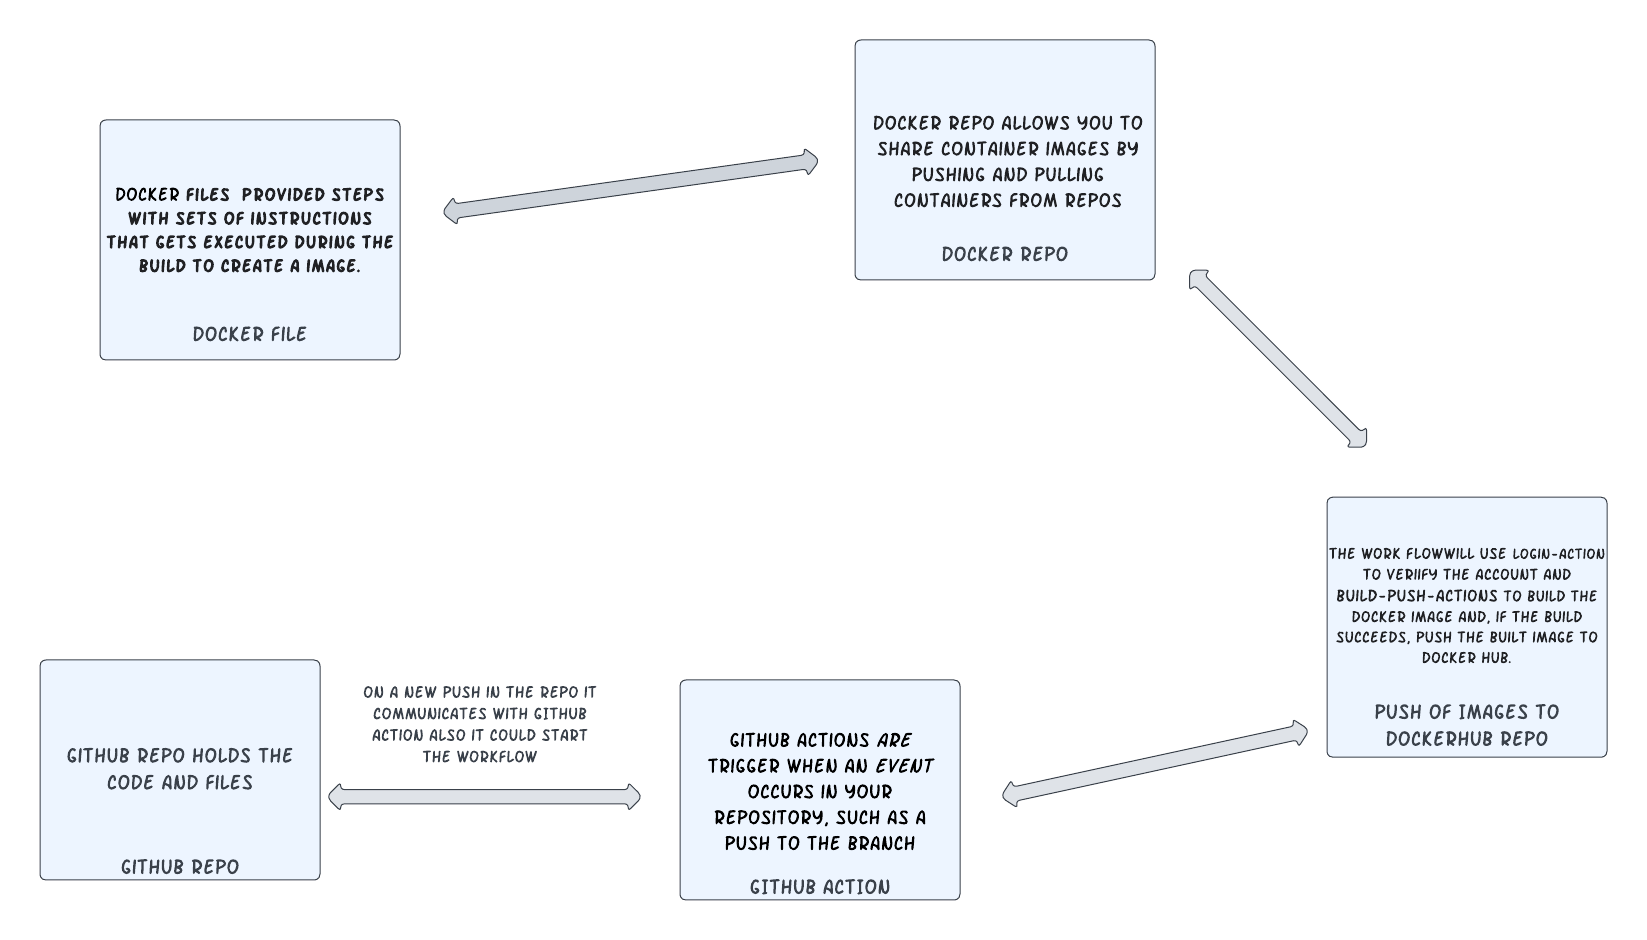 DOCKER FILES PROVIDED STEPS
WITH SETS OF INSTRUCTIONS
THAT GETS EXECUTED DURING THE
BUILD TO CREATE A IMAGE.
DOCKER FILE
DOCKER REPO ALLOWS YOU TO
SHARE CONTAINER IMAGES BY
PUSHING AND PULLING
CONTAINERS FROM REPOS
DOCKER REPO
THE WORK FLOWWILL USE LOGIN-ACTION
TO VERIIFY THE ACCOUNT AND
BUILD-PUSH-ACTIONS TO BUILD THE
DOCKER IMAGE AND, IF THE BUILD
SUCCEEDS, PUSH THE BUILT IMAGE TO
DOCKER HUB.
PUSH OF IMAGES TO
DOCKERHUB REPO
GITHUB REPO HOLDS THE
CODE AND FILES
GITHUB REPO
ON A NEW PUSH IN THE REPO IT
COMMUNICATES WITH GITHUB
ACTION ALSO IT COULD START
THE WORKFLOW
GITHUB ACTIONS ARE
TRIGGER WHEN AN EVENT
OCCURS IN YOUR
REPOSITORY, SUCH AS A
PUSH TO THE BRANCH
GITHUB ACTION